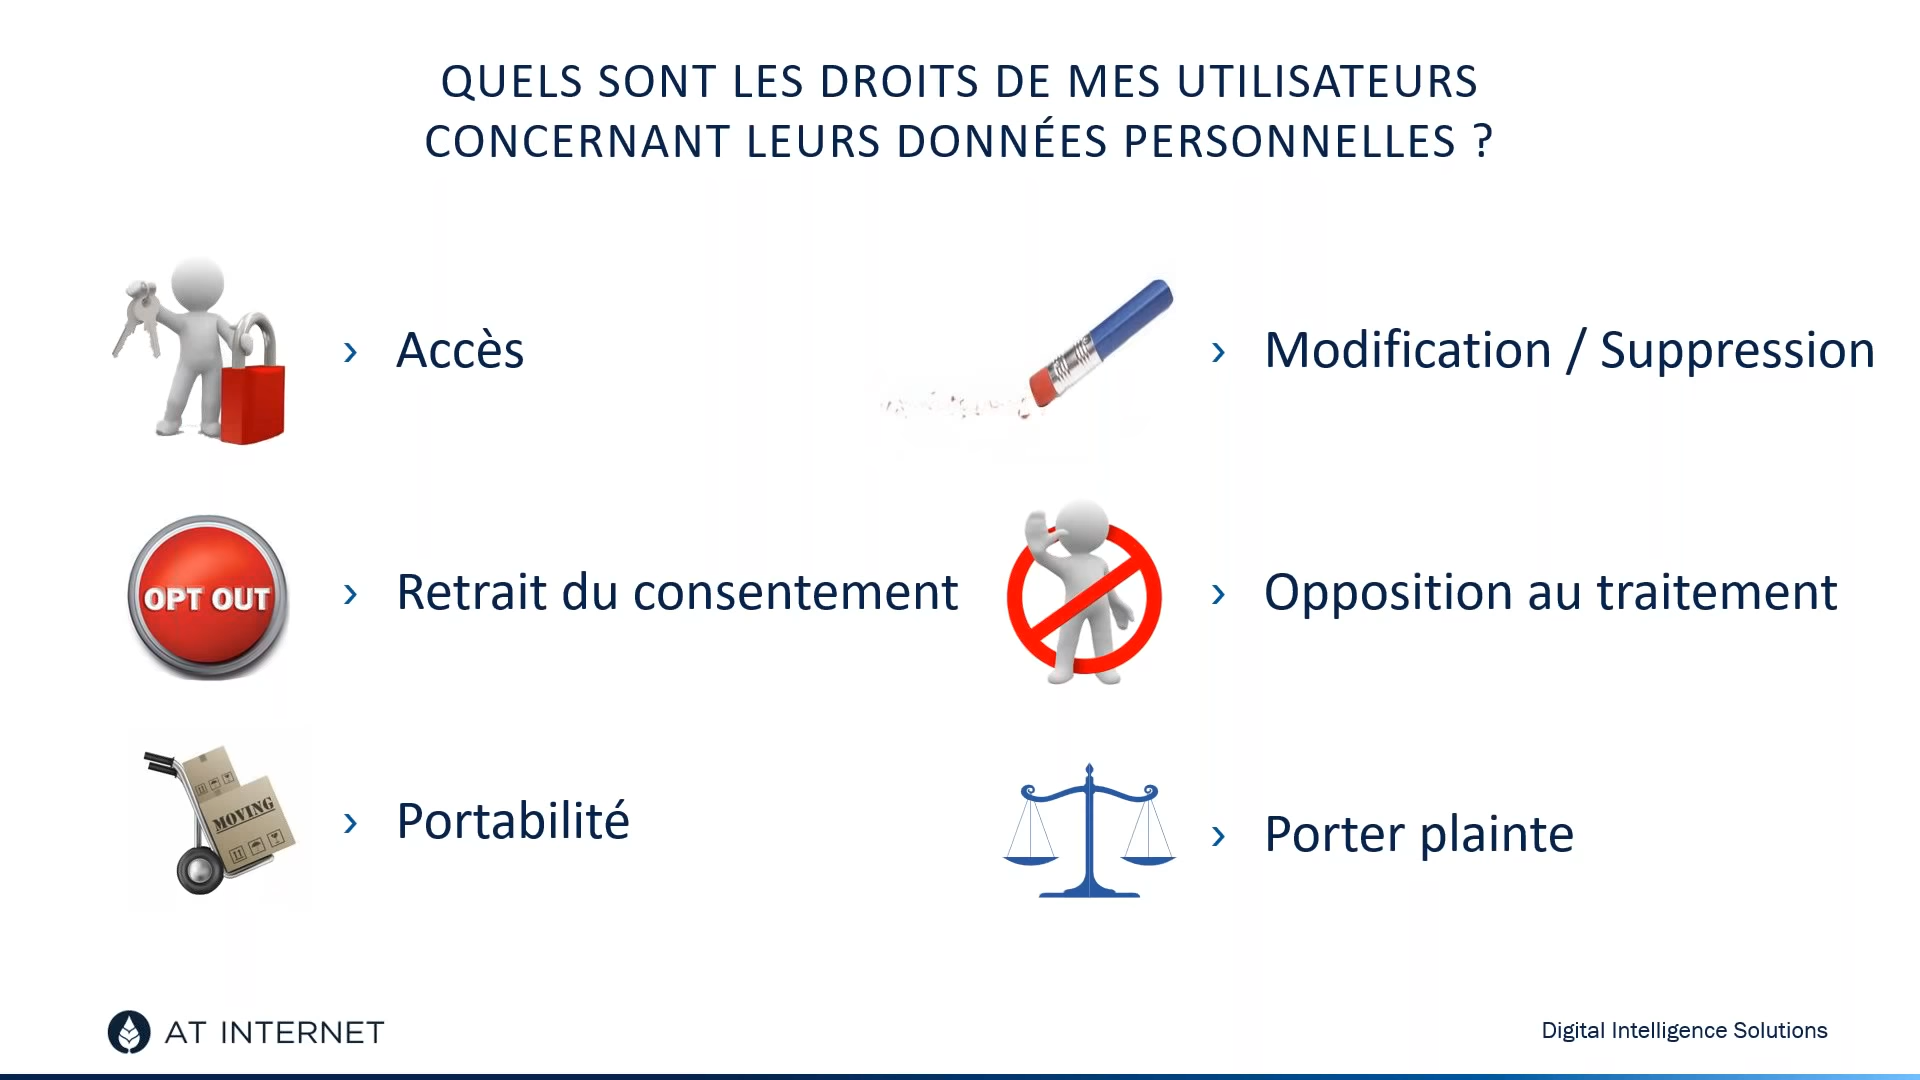 QUELS SONT LES DROITS DE MES UTILISATEURS
CONCERNANT LEURS DONNÉES PERSONNELLES ?
› Accès
› Modification / Suppression
OPT OUT
› Retrait du consentement
› Opposition au traitement
MOVING
› Portabilité
› Porter plainte
AT INTERNET
Digital Intelligence Solutions